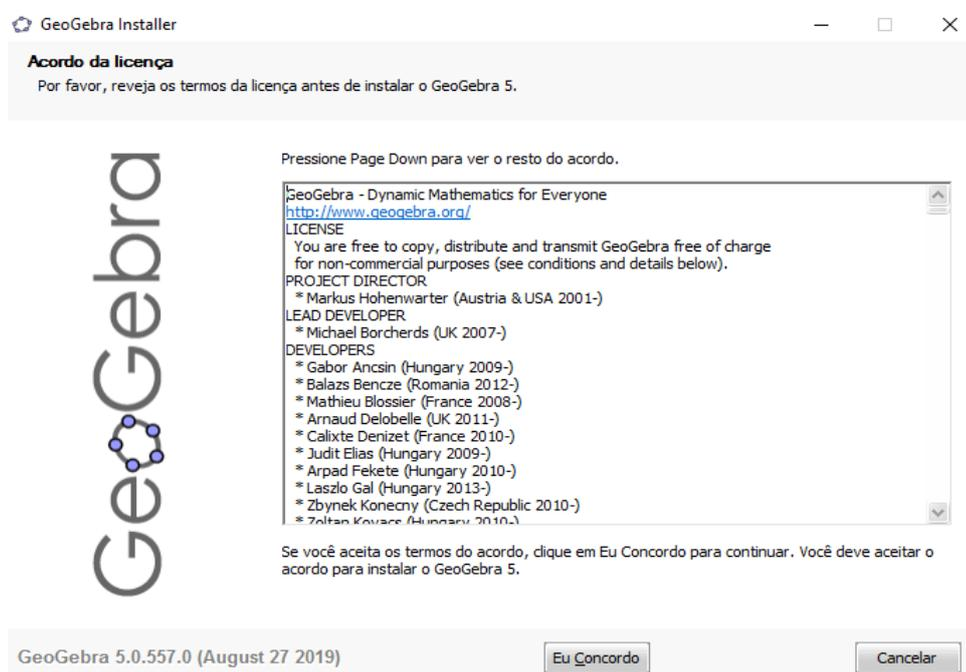 GeoGebra Installer
Acordo da licença
Por favor, reveja os termos da licença antes de instalar o GeoGebra 5.
GeoGebra
Pressione Page Down para ver o resto do acordo.
GeoGebra - Dynamic Mathematics for Everyone
http://www.geogebra.org/
LICENSE
You are free to copy, distribute and transmit GeoGebra free of charge
for non-commercial purposes (see conditions and details below).
PROJECT DIRECTOR
* Markus Hohenwarter (Austria & USA 2001-)
LEAD DEVELOPER
* Michael Borcherds (UK 2007-)
DEVELOPERS
* Gabor Ancsin (Hungary 2009-)
* Balazs Bencze (Romania 2012-)
* Mathieu Blossier (France 2008-)
* Arnaud Delobelle (UK 2011-)
* Calixte Denizet (France 2010-)
* Judit Elias (Hungary 2009-)
* Arpad Fekete (Hungary 2010-)
* Laszlo Gal (Hungary 2013-)
* Zbynek Konecny (Czech Republic 2010-)
* Zoltan Kovacs (Hungary 2010-)
Se você aceita os termos do acordo, clique em Eu Concordo para continuar. Você deve aceitar o
acordo para instalar o GeoGebra 5.
GeoGebra 5.0.557.0 (August 27 2019)
Eu Concordo
Cancelar